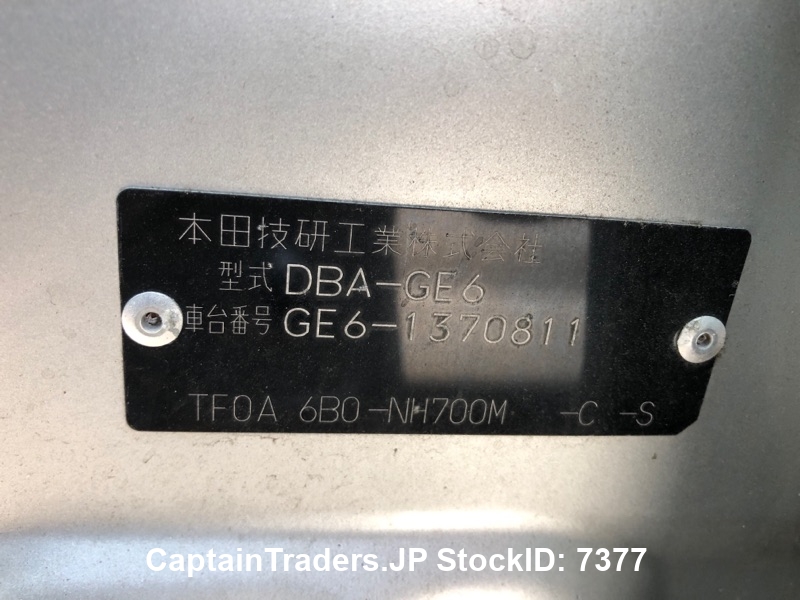 本田技研工業株式会社
型式 DBA-GE6
車台番号 GE6-1370811
TF0A 6B0-NH700M -C -S
CaptainTraders.JP StockID: 7377